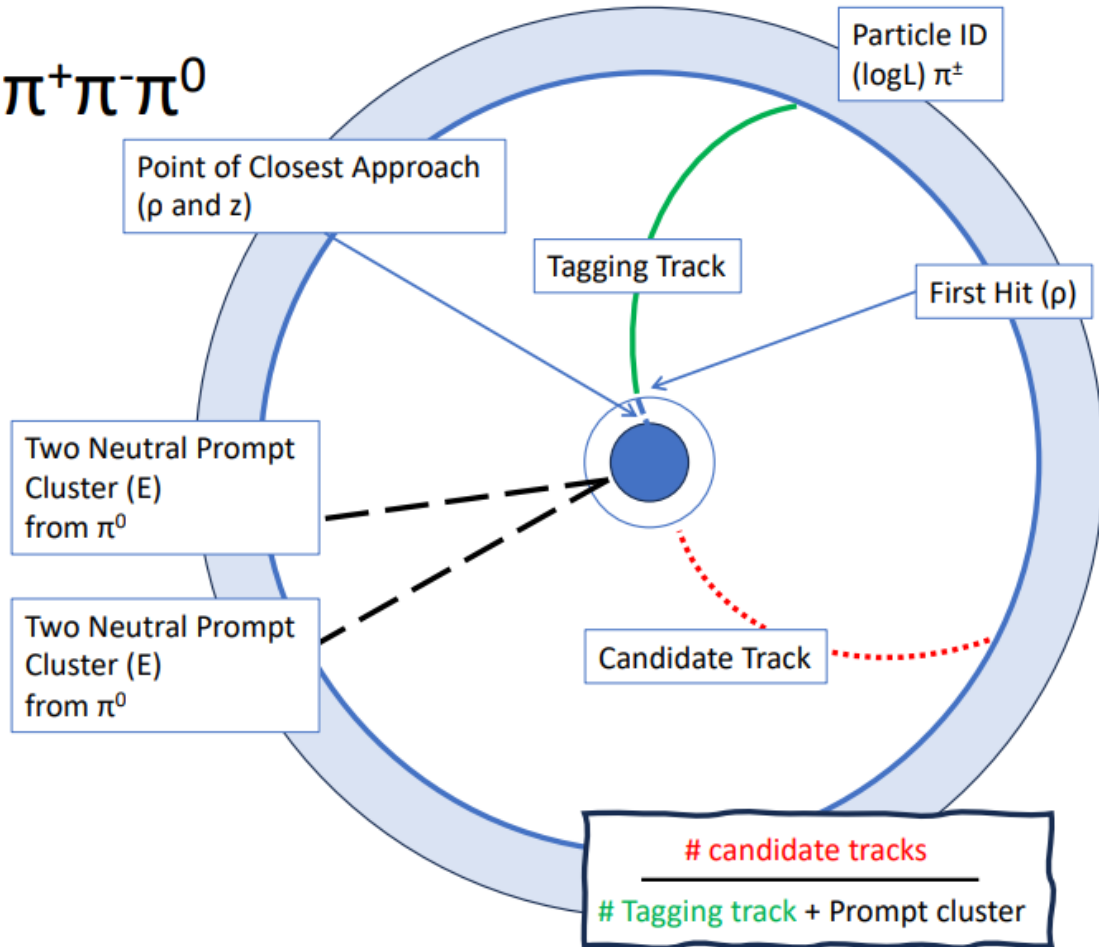 π⁺π⁻π⁰
Particle ID
(logL) π±
Point of Closest Approach
(ρ and z)
Tagging Track
First Hit (ρ)
Two Neutral Prompt
Cluster (E)
from π⁰
Two Neutral Prompt
Cluster (E)
from π⁰
Candidate Track
# candidate tracks
# Tagging track + Prompt cluster